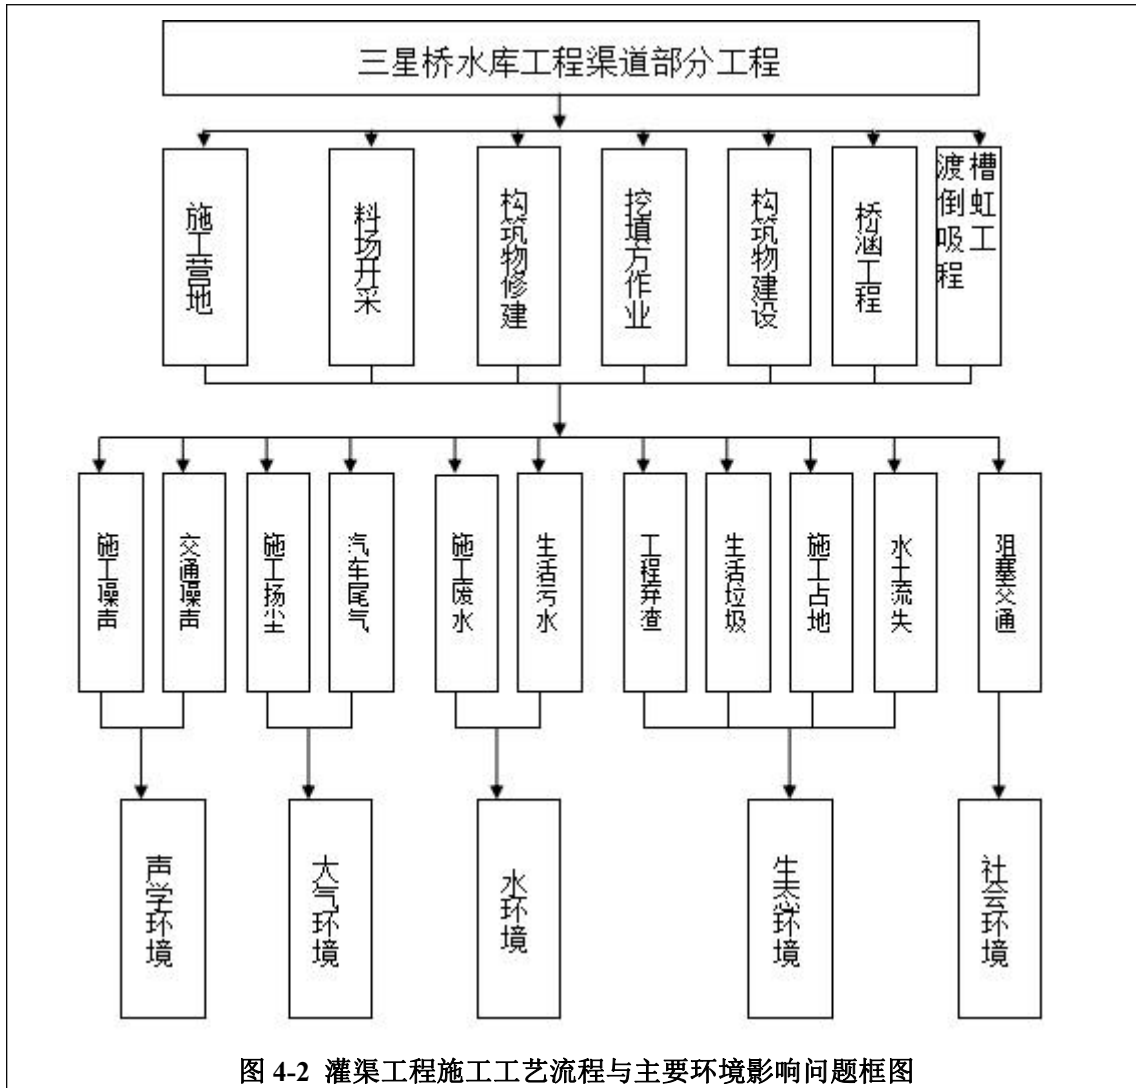 三星桥水库工程渠道部分工程
施工营地
料场开采
构筑物修建
挖填方作业
构筑物建设
桥涵工程
渡槽倒虹吸工程
施工噪声
交通噪声
施工扬尘
汽车尾气
施工废水
生活污水
工程弃查
生活垃圾
施工占地
水土流失
阻塞交通
声学环境
大气环境
水环境
生态环境
社会环境
图 4-2 灌渠工程施工工艺流程与主要环境影响问题框图